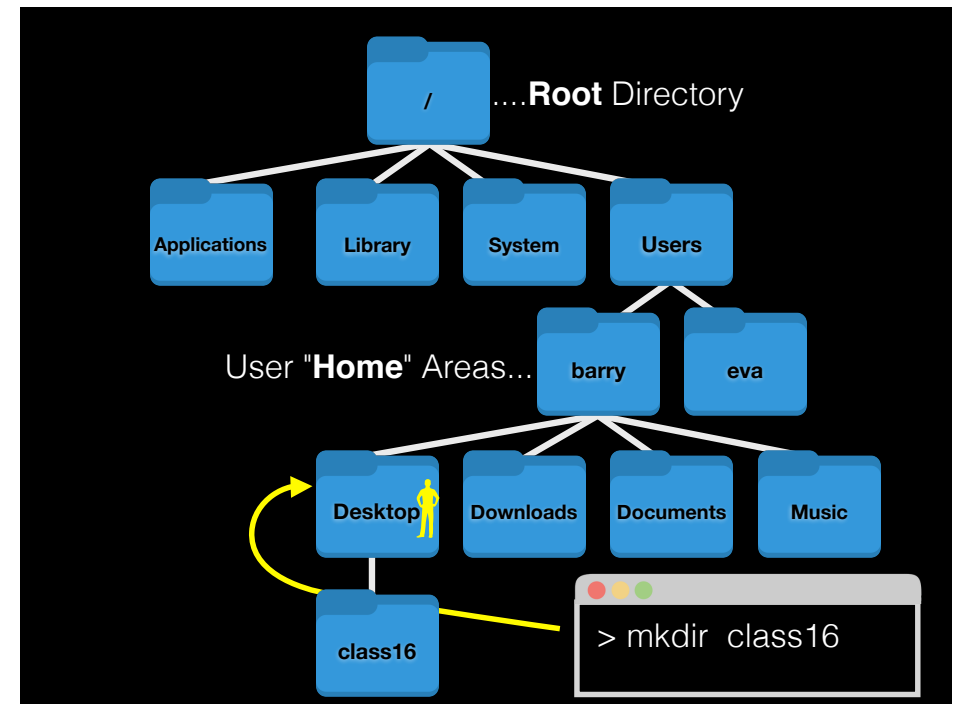 /
....Root Directory
Applications
Library
System
Users
User "Home" Areas...
barry
eva
Desktop
Downloads
Documents
Music
class16
> mkdir  class16